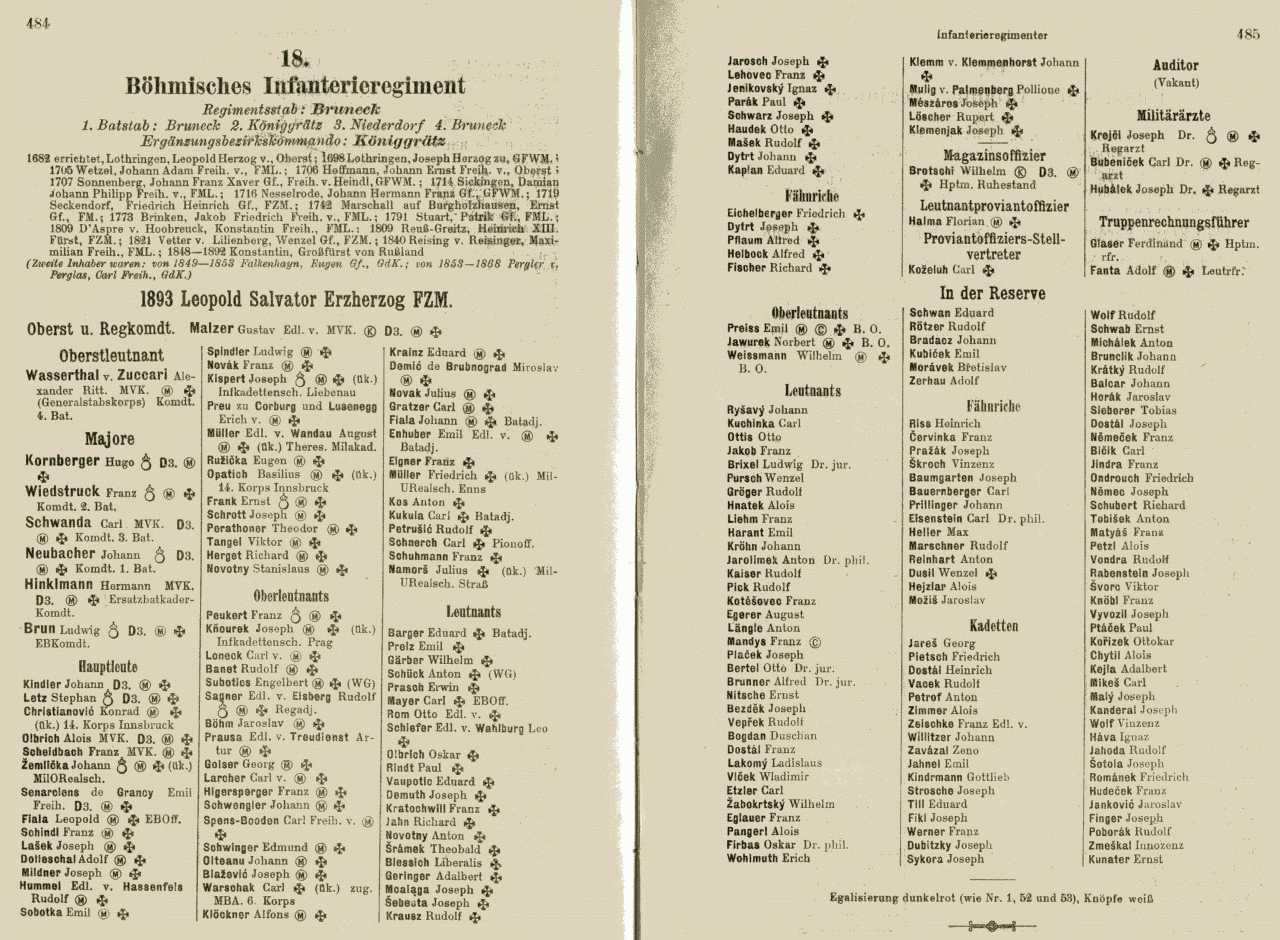 484
18.
Böhmisches Infanterieregiment
Regimentsstab: Bruneck
1. Batstab: Bruneck 2. Königgrätz 3. Niederdorf 4. Bruneck
Ergänzungsbezirkskommando: Königgrätz
1682 errichtet, Lothringen, Leopold Herzog v., Oberst; 1698 Lothringen, Joseph Herzog zu, GFWM.;
1705 Wetzel, Johann Adam Freih. v., FML.; 1706 Hoffmann, Johann Ernst Freih. v., Oberst;
1707 Sonnenberg, Johann Franz Xaver Gf., Freih. v. Heindl, GFWM.; 1714 Sickingen, Damian
Johann Philipp Freih. v., FML.; 1716 Nesselrode, Johann Hermann Franz Gf., GFWM.; 1719
Seckendorf, Friedrich Heinrich Gf., FZM.; 1742 Marschall auf Burgholzhausen, Ernst
Gf., FM.; 1773 Brinken, Jakob Friedrich Freih. v., FML.; 1791 Stuart, Patrik Gf., FML.;
1809 D'Aspre v. Hoobreuck, Konstantin Freih., FML.; 1809 Reuß-Greitz, Heinrich XIII.
Fürst, FZM.; 1821 Vetter v. Lilienberg, Wenzel Gf., FZM.; 1840 Reising v. Reisinger, Maxi-
milian Freih., FML.; 1848—1892 Konstantin, Großfürst von Rußland
(Zweite Inhaber waren: von 1849—1853 Falkenhayn, Eugen Gf., GdK.; von 1853—1868 Pergler v.
Perglas, Carl Freih., GdK.)
1893 Leopold Salvator Erzherzog FZM.
Oberst u. Regkomdt. Malzer Gustav Edl. v. MVK. Ⓚ D3. Ⓜ ✠
Oberstleutnant
Wasserthal v. Zuccari Ale-
xander Ritt. MVK. Ⓜ ✠
(Generalstabskorps) Komdt.
4. Bat.
Majore
Kornberger Hugo D3. Ⓜ
✠
Wiedstruck Franz Ⓜ ✠
Komdt. 2. Bat.
Schwanda Carl MVK. D3.
Ⓜ ✠ Komdt. 3. Bat.
Neubacher Johann D3.
Ⓜ ✠ Komdt. 1. Bat.
Hinklmann Hermann MVK.
D3. Ⓜ ✠ Ersatzbatkader-
Komdt.
Brun Ludwig D3. Ⓜ ✠
EBKomdt.
Hauptleute
Kindler Johann D3. Ⓜ ✠
Letz Stephan D3. Ⓜ ✠
Christianović Konrad Ⓜ ✠
(ük.) 14. Korps Innsbruck
Olbrich Alois MVK. D3. Ⓜ ✠
Scheidbach Franz MVK. Ⓜ ✠
Žemlička Johann Ⓜ ✠ (ük.)
MilORealsch.
Senarclens de Grancy Emil
Freih. D3. Ⓜ ✠
Fiala Leopold Ⓜ ✠ EBOff.
Schindl Franz Ⓜ ✠
Lašek Joseph Ⓜ ✠
Dolleschal Adolf Ⓜ ✠
Mildner Joseph Ⓜ ✠
Hummel Edl. v. Hassenfels
Rudolf Ⓜ ✠
Sobotka Emil Ⓜ ✠
Spindler Ludwig Ⓜ ✠
Novák Franz Ⓜ ✠
Kispert Joseph Ⓜ ✠ (ük.)
Infkadettensch. Liebenau
Preu zu Corburg und Lusenegg
Erich v. Ⓜ ✠
Müller Edl. v. Wandau August
Ⓜ ✠ (ük.) Theres. Milakad.
Ružička Eugen Ⓜ ✠
Opatich Basilius Ⓜ ✠ (ük.)
14. Korps Innsbruck
Frank Ernst Ⓜ ✠
Schrott Joseph Ⓜ ✠
Perathoner Theodor Ⓜ ✠
Tangel Viktor Ⓜ ✠
Herget Richard Ⓜ ✠
Novotny Stanislaus Ⓜ ✠
Oberleutnants
Peukert Franz Ⓜ ✠
Kňourek Joseph Ⓜ ✠ (ük.)
Infkadettensch. Prag
Loneck Carl v. Ⓜ ✠
Banet Rudolf Ⓜ ✠
Subotics Engelbert Ⓜ ✠ (WG)
Sagner Edl. v. Elsberg Rudolf
Ⓜ ✠ Regadj.
Böhm Jaroslav Ⓜ ✠
Prausa Edl. v. Treudienst Ar-
tur Ⓜ ✠
Golser Georg Ⓜ ✠
Larcher Carl v. Ⓜ ✠
Higersperger Franz Ⓜ ✠
Schwengler Johann Ⓜ ✠
Spens-Booden Carl Freih. v. Ⓜ
✠
Schwinger Edmund Ⓜ ✠
Olteanu Johann Ⓜ ✠
Blažović Joseph Ⓜ ✠
Warschak Carl ✠ (ük.) zug.
MBA. 6. Korps
Klöckner Alfons Ⓜ ✠
Krainz Eduard Ⓜ ✠
Demić de Brubnograd Miroslav
Ⓜ ✠
Novak Julius Ⓜ ✠
Gratzer Carl Ⓜ ✠
Fiala Johann Ⓜ ✠ Batadj.
Enhuber Emil Edl. v. Ⓜ ✠
Batadj.
Eigner Franz ✠
Müller Friedrich ✠ (ük.) Mil-
URealsch. Enns
Kos Anton ✠
Kukula Carl ✠ Batadj.
Petrušić Rudolf ✠
Schnerch Carl ✠ Pionoff.
Schuhmann Franz ✠
Namorš Julius ✠ (ük.) Mil-
URealsch. Straß
Leutnants
Barger Eduard ✠ Batadj.
Prelz Emil ✠
Gärber Wilhelm ✠
Schück Anton ✠ (WG)
Prasch Erwin ✠
Mayer Carl ✠ EBOff.
Rom Otto Edl. v. ✠
Schiefer Edl. v. Wahlburg Leo
✠
Olbrich Oskar ✠
Rindt Paul ✠
Vaupotic Eduard ✠
Demuth Joseph ✠
Kratochwill Franz ✠
Jahn Richard ✠
Novotny Anton ✠
Šrámek Theobald ✠
Blessich Liberalis ✠
Geringer Adalbert ✠
Mcaląga Joseph ✠
Šebesta Joseph ✠
Krausz Rudolf ✠
Infanterieregimenter 485
Jarosch Joseph ✠
Lehovec Franz ✠
Jenikovský Ignaz ✠
Parák Paul ✠
Schwarz Joseph ✠
Haudek Otto ✠
Mašek Rudolf ✠
Dytrt Johann ✠
Kaplan Eduard ✠
Fähnriche
Eichelberger Friedrich ✠
Dytrt Joseph ✠
Pflaum Alfred ✠
Helbock Alfred ✠
Fischer Richard ✠
Klemm v. Klemmenhorst Johann
✠
Mulig v. Palmenberg Pollione ✠
Mészáros Joseph ✠
Löscher Rupert ✠
Klemenjak Joseph ✠
Magazinsoffizier
Brotschi Wilhelm Ⓚ D3. Ⓜ
✠ Hptm. Ruhestand
Leutnantproviantoffizier
Halma Florian Ⓜ ✠
Proviantoffiziers-Stell-
vertreter
Koželuh Carl ✠
Auditor
(Vakant)
Militärärzte
Krejčí Joseph Dr. Ⓜ ✠
Regarzt
Bubeniček Carl Dr. Ⓜ ✠ Reg-
arzt
Hubálek Joseph Dr. ✠ Regarzt
Truppenrechnungsführer
Glaser Ferdinand Ⓜ ✠ Hptm.
rfr.
Fanta Adolf Ⓜ ✠ Leutrfr.
In der Reserve
Oberleutnants
Preiss Emil Ⓜ Ⓒ ✠ B. O.
Jawurek Norbert Ⓜ ✠ B. O.
Weissmann Wilhelm Ⓜ ✠
B. O.
Leutnants
Ryšavý Johann
Kuchinka Carl
Ottis Otto
Jakob Franz
Brixel Ludwig Dr. jur.
Pursch Wenzel
Gröger Rudolf
Hnatek Alois
Liehm Franz
Harant Emil
Kröhn Johann
Jarolimek Anton Dr. phil.
Kaiser Rudolf
Pick Rudolf
Kotěšovec Franz
Egerer August
Längle Anton
Mandys Franz Ⓒ
Plaček Joseph
Bertel Otto Dr. jur.
Brunner Alfred Dr. jur.
Nitsche Ernst
Bezděk Joseph
Vepřek Rudolf
Bogdan Duschan
Dostál Franz
Lakomý Ladislaus
Vlček Wladimir
Etzler Carl
Žabokrtský Wilhelm
Eglauer Franz
Pangerl Alois
Firbas Oskar Dr. phil.
Wohlmuth Erich
Schwan Eduard
Rötzer Rudolf
Bradacz Johann
Kubiček Emil
Morávek Břetislav
Zerhau Adolf
Fähnriche
Riss Heinrich
Červinka Franz
Pražák Joseph
Škroch Vinzenz
Baumgarten Joseph
Bauernberger Carl
Prillinger Johann
Eisenstein Carl Dr. phil.
Heller Max
Marschner Rudolf
Reinhart Anton
Dusil Wenzel ✠
Hejzlar Alois
Možiš Jaroslav
Kadetten
Jareš Georg
Pietsch Friedrich
Dostál Heinrich
Vacek Rudolf
Petrof Anton
Zimmer Alois
Zeischke Franz Edl. v.
Willitzer Johann
Zavázal Zeno
Jahnel Emil
Kindrmann Gottlieb
Strosche Joseph
Till Eduard
Fikl Joseph
Werner Franz
Dubitzky Joseph
Sykora Joseph
Wolf Rudolf
Schwab Ernst
Michálek Anton
Brunclik Johann
Krátký Rudolf
Balcar Johann
Horák Jaroslav
Sieberer Tobias
Dostál Joseph
Němeček Franz
Bičik Carl
Jindra Franz
Ondrouch Friedrich
Němec Joseph
Schubert Richard
Tobišek Anton
Matyáš Franz
Petzl Alois
Vondra Rudolf
Rabenstein Joseph
Švorc Viktor
Knöbl Franz
Vyvozil Joseph
Ptáček Paul
Kořizek Ottokar
Chytil Alois
Kejla Adalbert
Mikeš Carl
Malý Joseph
Kanderal Joseph
Wolf Vinzenz
Háva Ignaz
Jahoda Rudolf
Šotola Joseph
Románek Friedrich
Hudeček Franz
Janković Jaroslav
Finger Joseph
Poborák Rudolf
Zmeškal Innozenz
Kunater Ernst
Egalisierung dunkelrot (wie Nr. 1, 52 und 53), Knöpfe weiß